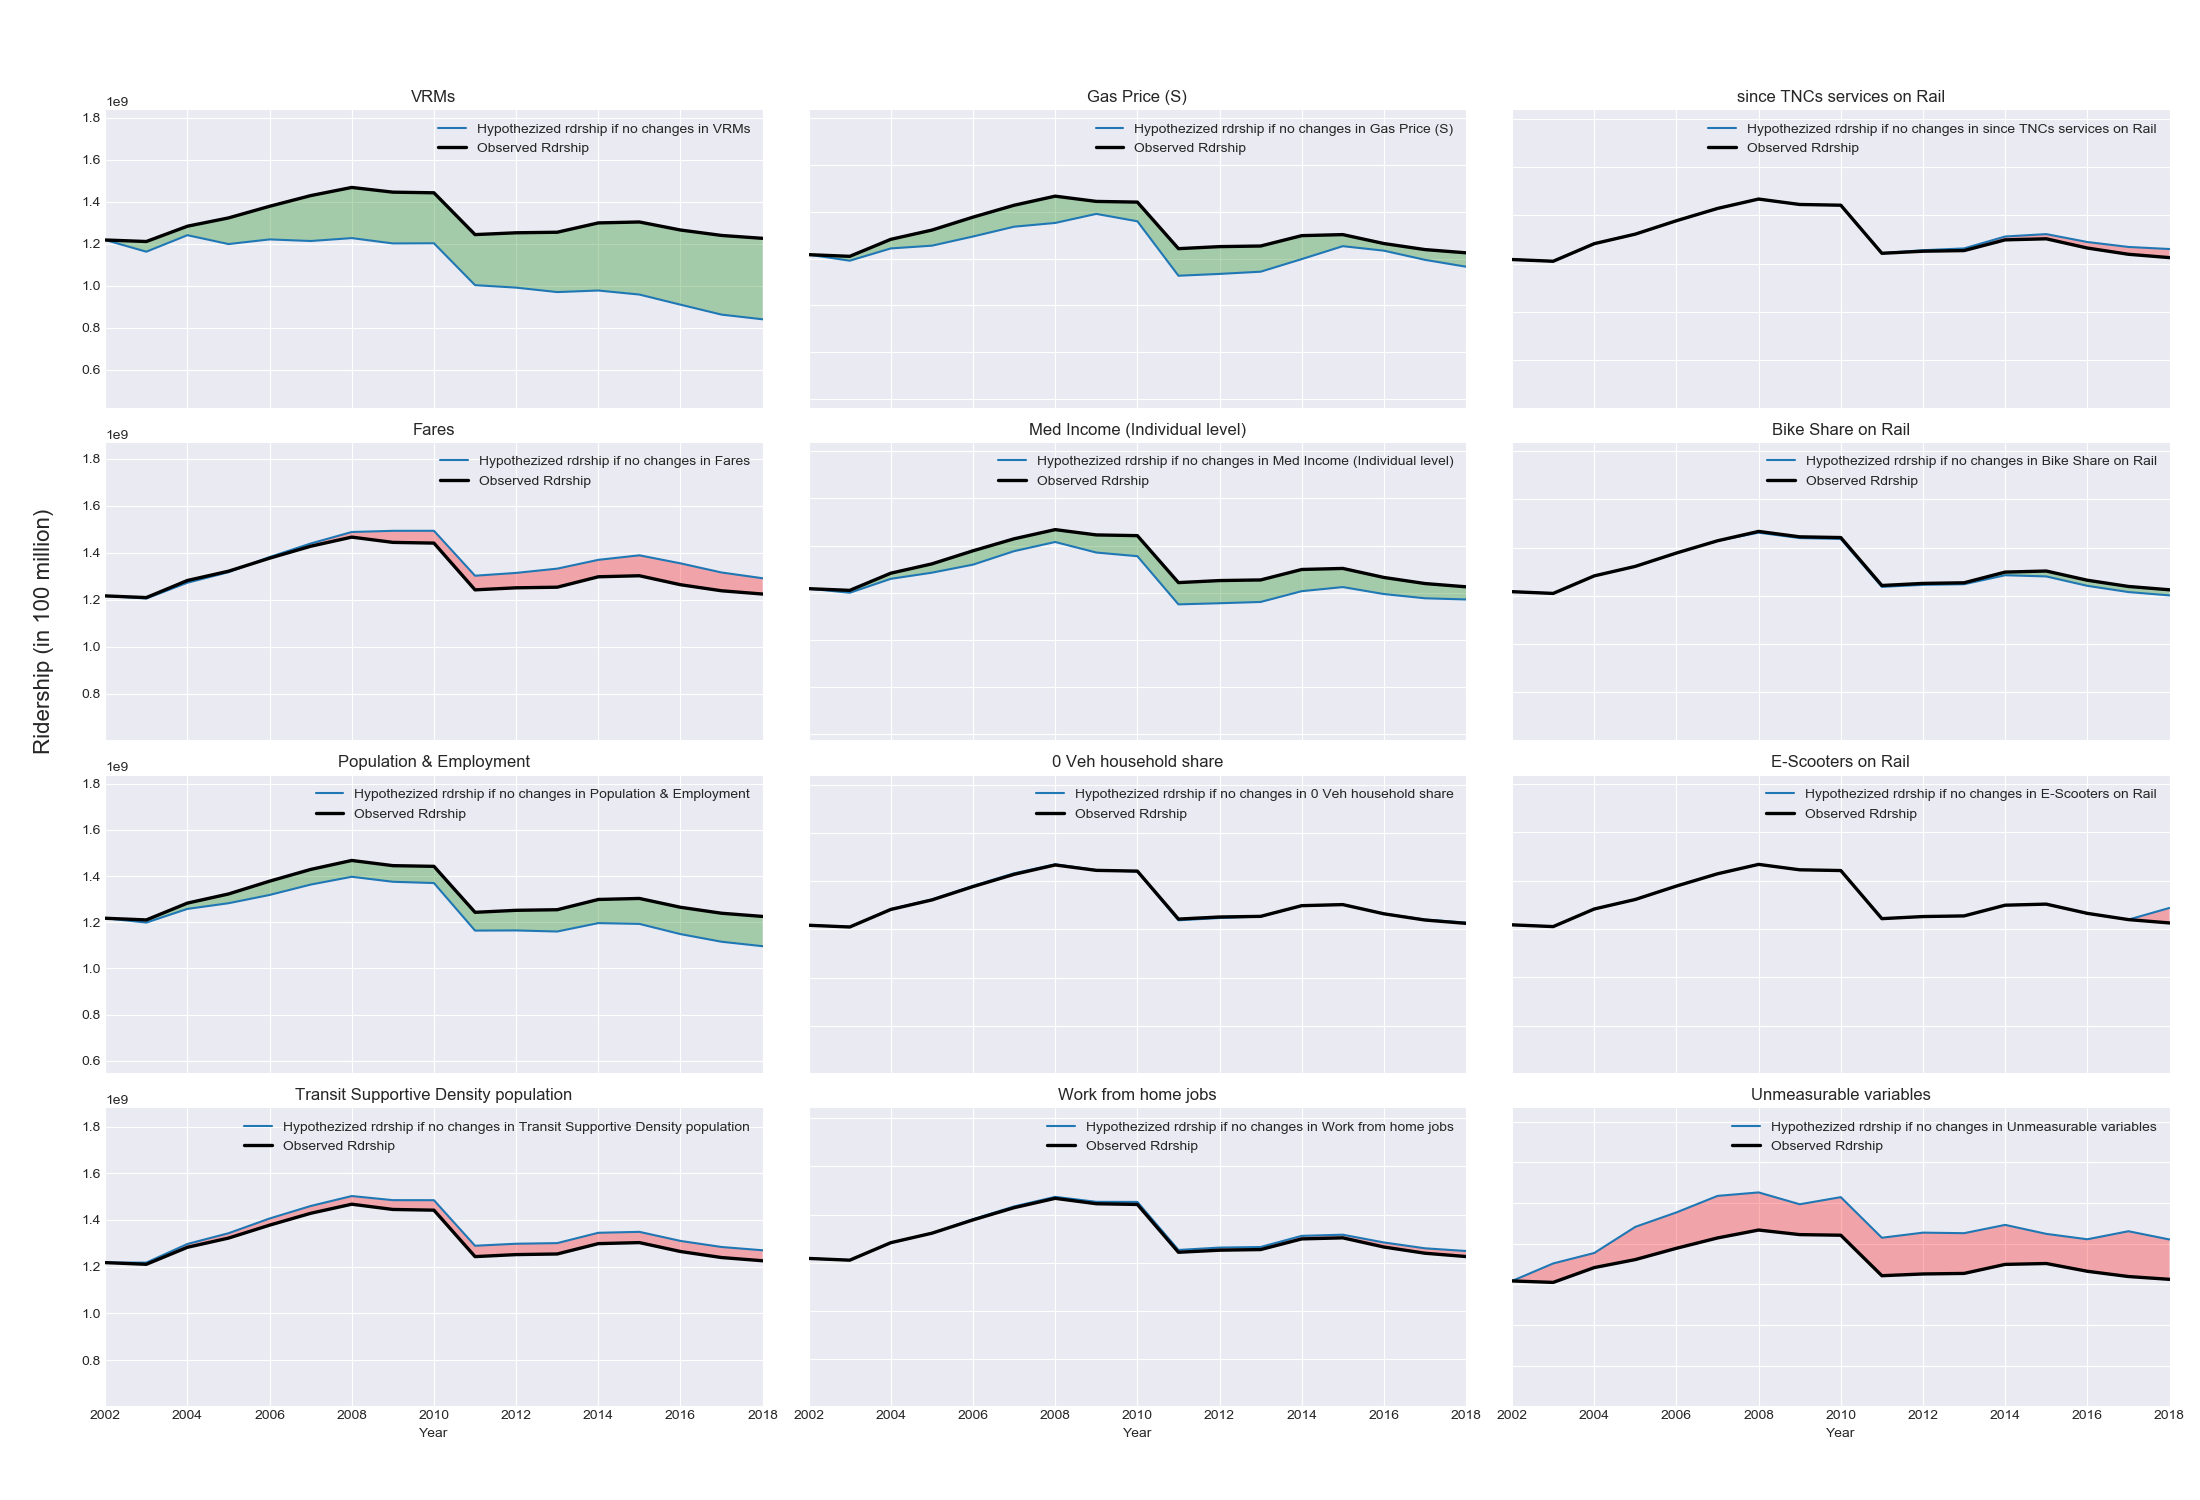 VRMs
1e9
1.8
1.6
1.4
1.2
1.0
0.8
0.6
Hypothezized rdrship if no changes in VRMs
Observed Rdrship
Gas Price (S)
Hypothezized rdrship if no changes in Gas Price (S)
Observed Rdrship
since TNCs services on Rail
Hypothezized rdrship if no changes in since TNCs services on Rail
Observed Rdrship
Ridership (in 100 million)
Fares
1e9
1.8
1.6
1.4
1.2
1.0
0.8
Hypothezized rdrship if no changes in Fares
Observed Rdrship
Med Income (Individual level)
Hypothezized rdrship if no changes in Med Income (Individual level)
Observed Rdrship
Bike Share on Rail
Hypothezized rdrship if no changes in Bike Share on Rail
Observed Rdrship
Population & Employment
1e9
1.8
1.6
1.4
1.2
1.0
0.8
0.6
Hypothezized rdrship if no changes in Population & Employment
Observed Rdrship
0 Veh household share
Hypothezized rdrship if no changes in 0 Veh household share
Observed Rdrship
E-Scooters on Rail
Hypothezized rdrship if no changes in E-Scooters on Rail
Observed Rdrship
Transit Supportive Density population
1e9
1.8
1.6
1.4
1.2
1.0
0.8
Hypothezized rdrship if no changes in Transit Supportive Density population
Observed Rdrship
2002 2004 2006 2008 2010 2012 2014 2016 2018
Year
Work from home jobs
Hypothezized rdrship if no changes in Work from home jobs
Observed Rdrship
2002 2004 2006 2008 2010 2012 2014 2016 2018
Year
Unmeasurable variables
Hypothezized rdrship if no changes in Unmeasurable variables
Observed Rdrship
2002 2004 2006 2008 2010 2012 2014 2016 2018
Year